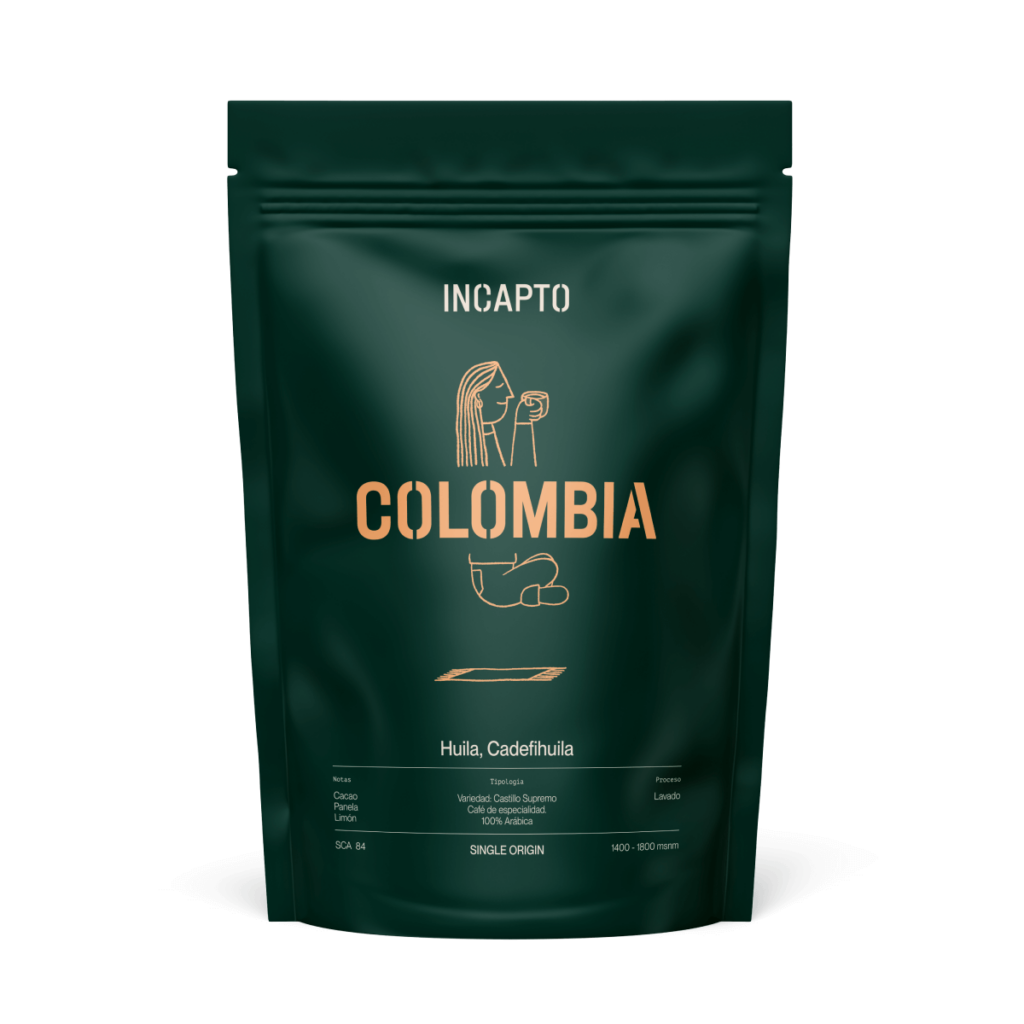 INCAPTO
COLOMBIA
Huila, Cadefihuila
Notas
Cacao
Panela
Limón
Tipología
Variedad: Castillo Supremo
Café de especialidad.
100% Arábica
Proceso
Lavado
SCA 84
SINGLE ORIGIN
1400 - 1800 msnm